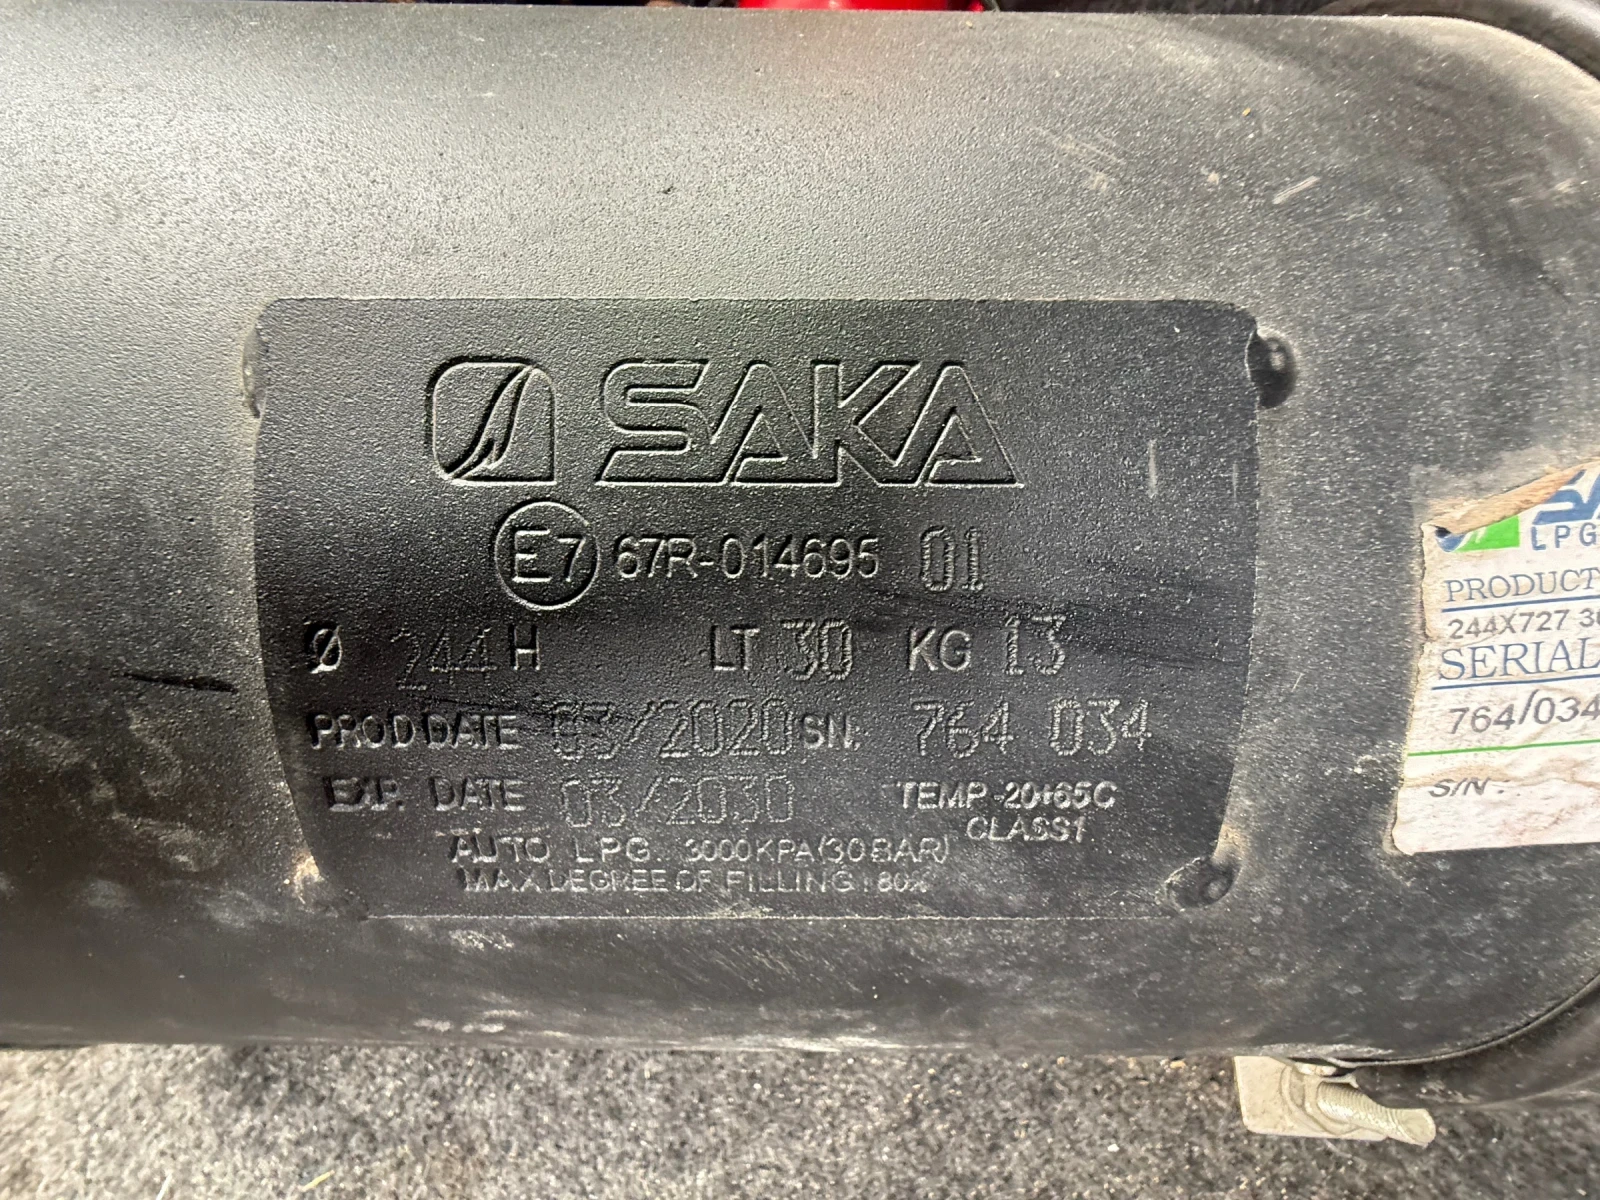 SAKA
E7 67R-014695 01
Ø 244 H LT 30 KG 13
PROD DATE 03/2020 SN: 764 034
EXP. DATE 03/2030 TEMP -20+65C
CLASS1
AUTO LPG. 3000KPA(30BAR)
MAX DEGREE OF FILLING : 80%
LPG
PRODUCT
244X727 30
SERIAL
764/034
S/N: